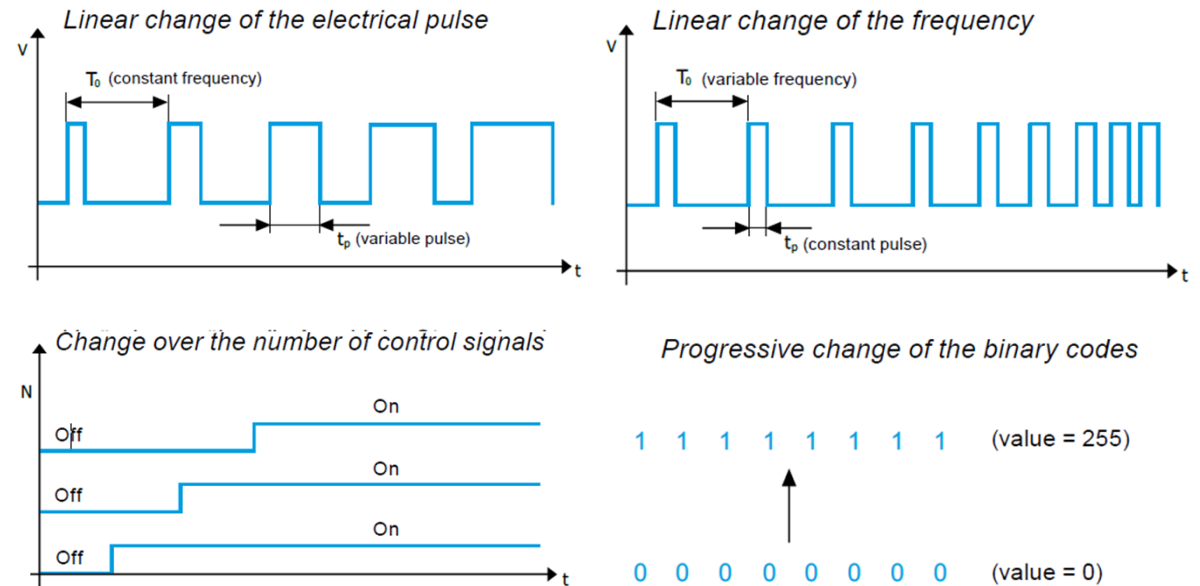 Linear change of the electrical pulse
V
T₀ (constant frequency)
tₚ (variable pulse)
t
Linear change of the frequency
V
T₀ (variable frequency)
tₚ (constant pulse)
t
Change over the number of control signals
N
On
Off
On
Off
On
Off
t
Progressive change of the binary codes
1 1 1 1 1 1 1 1 (value = 255)
0 0 0 0 0 0 0 0 (value = 0)